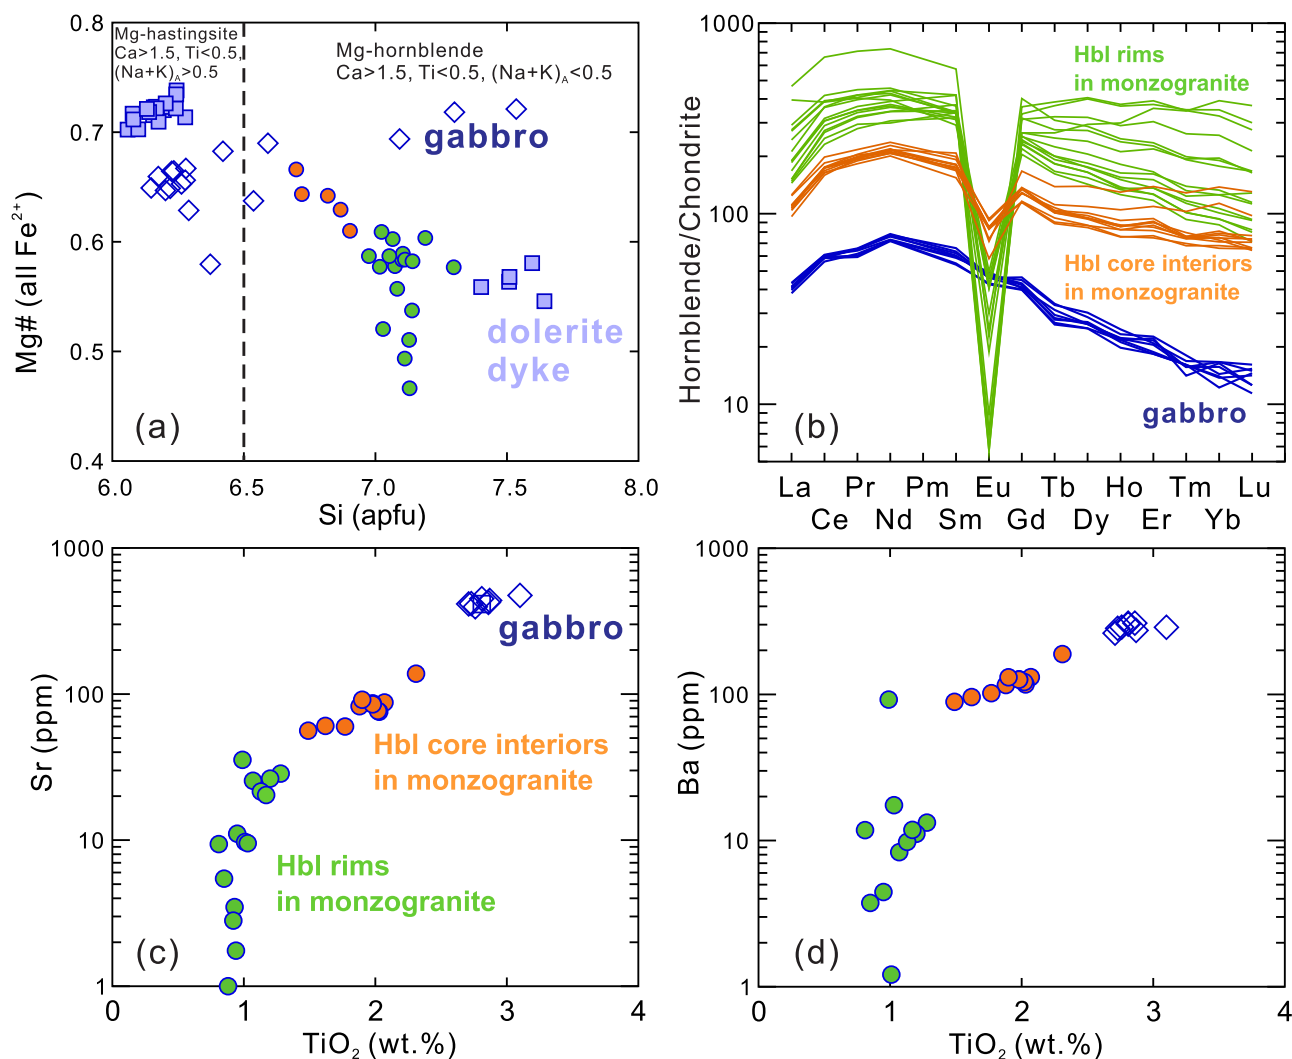 0.8
0.7
0.6
0.5
0.4
Mg# (all Fe²⁺)
Mg-hastingsite
Ca>1.5, Ti<0.5,
(Na+K)A>0.5
Mg-hornblende
Ca>1.5, Ti<0.5, (Na+K)A<0.5
gabbro
dolerite
dyke
(a)
6.0 6.5 7.0 7.5 8.0
Si (apfu)
1000
100
10
Hornblende/Chondrite
Hbl rims
in monzogranite
Hbl core interiors
in monzogranite
gabbro
(b)
La Pr Pm Eu Tb Ho Tm Lu
Ce Nd Sm Gd Dy Er Yb
1000
100
10
1
Sr (ppm)
gabbro
Hbl core interiors
in monzogranite
Hbl rims
in monzogranite
(c)
0 1 2 3 4
TiO₂ (wt.%)
1000
100
10
1
Ba (ppm)
(d)
0 1 2 3 4
TiO₂ (wt.%)